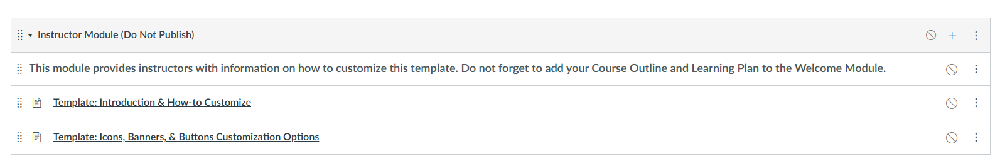 Instructor Module (Do Not Publish)
This module provides instructors with information on how to customize this template. Do not forget to add your Course Outline and Learning Plan to the Welcome Module.
Template: Introduction & How-to Customize
Template: Icons, Banners, & Buttons Customization Options